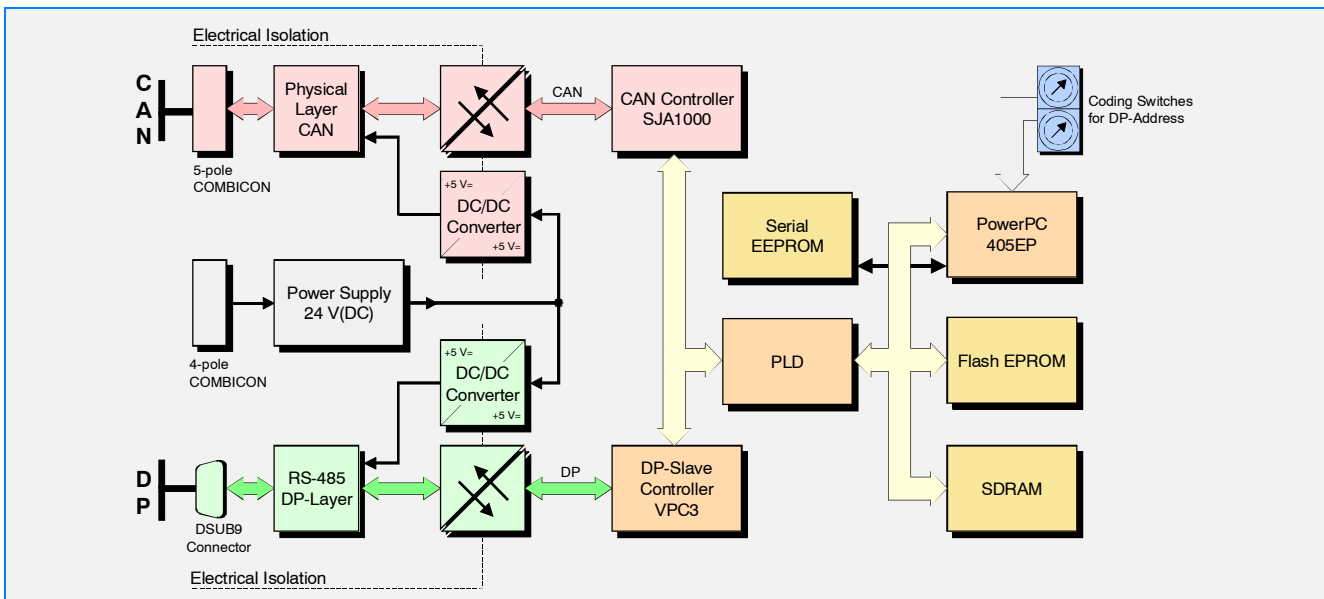 Electrical Isolation
C
A
N
5-pole
COMBICON
Physical
Layer
CAN
CAN
CAN Controller
SJA1000
Coding Switches
for DP-Address
+5 V=
DC/DC
Converter
+5 V=
Serial
EEPROM
PowerPC
405EP
Power Supply
24 V(DC)
4-pole
COMBICON
+5 V=
DC/DC
Converter
+5 V=
PLD
Flash EPROM
D
P
DSUB9
Connector
RS-485
DP-Layer
DP
DP-Slave
Controller
VPC3
SDRAM
Electrical Isolation